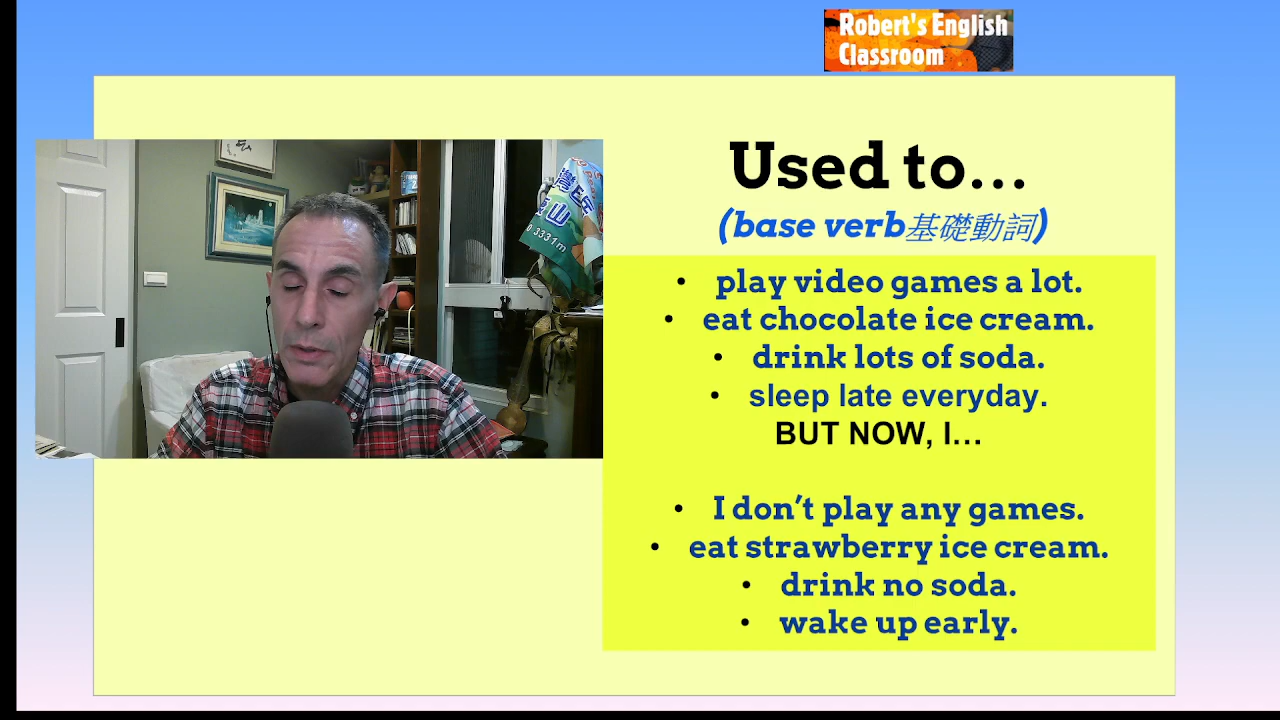 Robert's English
Classroom
Used to...
(base verb基礎動詞)
• play video games a lot.
• eat chocolate ice cream.
• drink lots of soda.
• sleep late everyday.
BUT NOW, I...
• I don’t play any games.
• eat strawberry ice cream.
• drink no soda.
• wake up early.
山
3331m